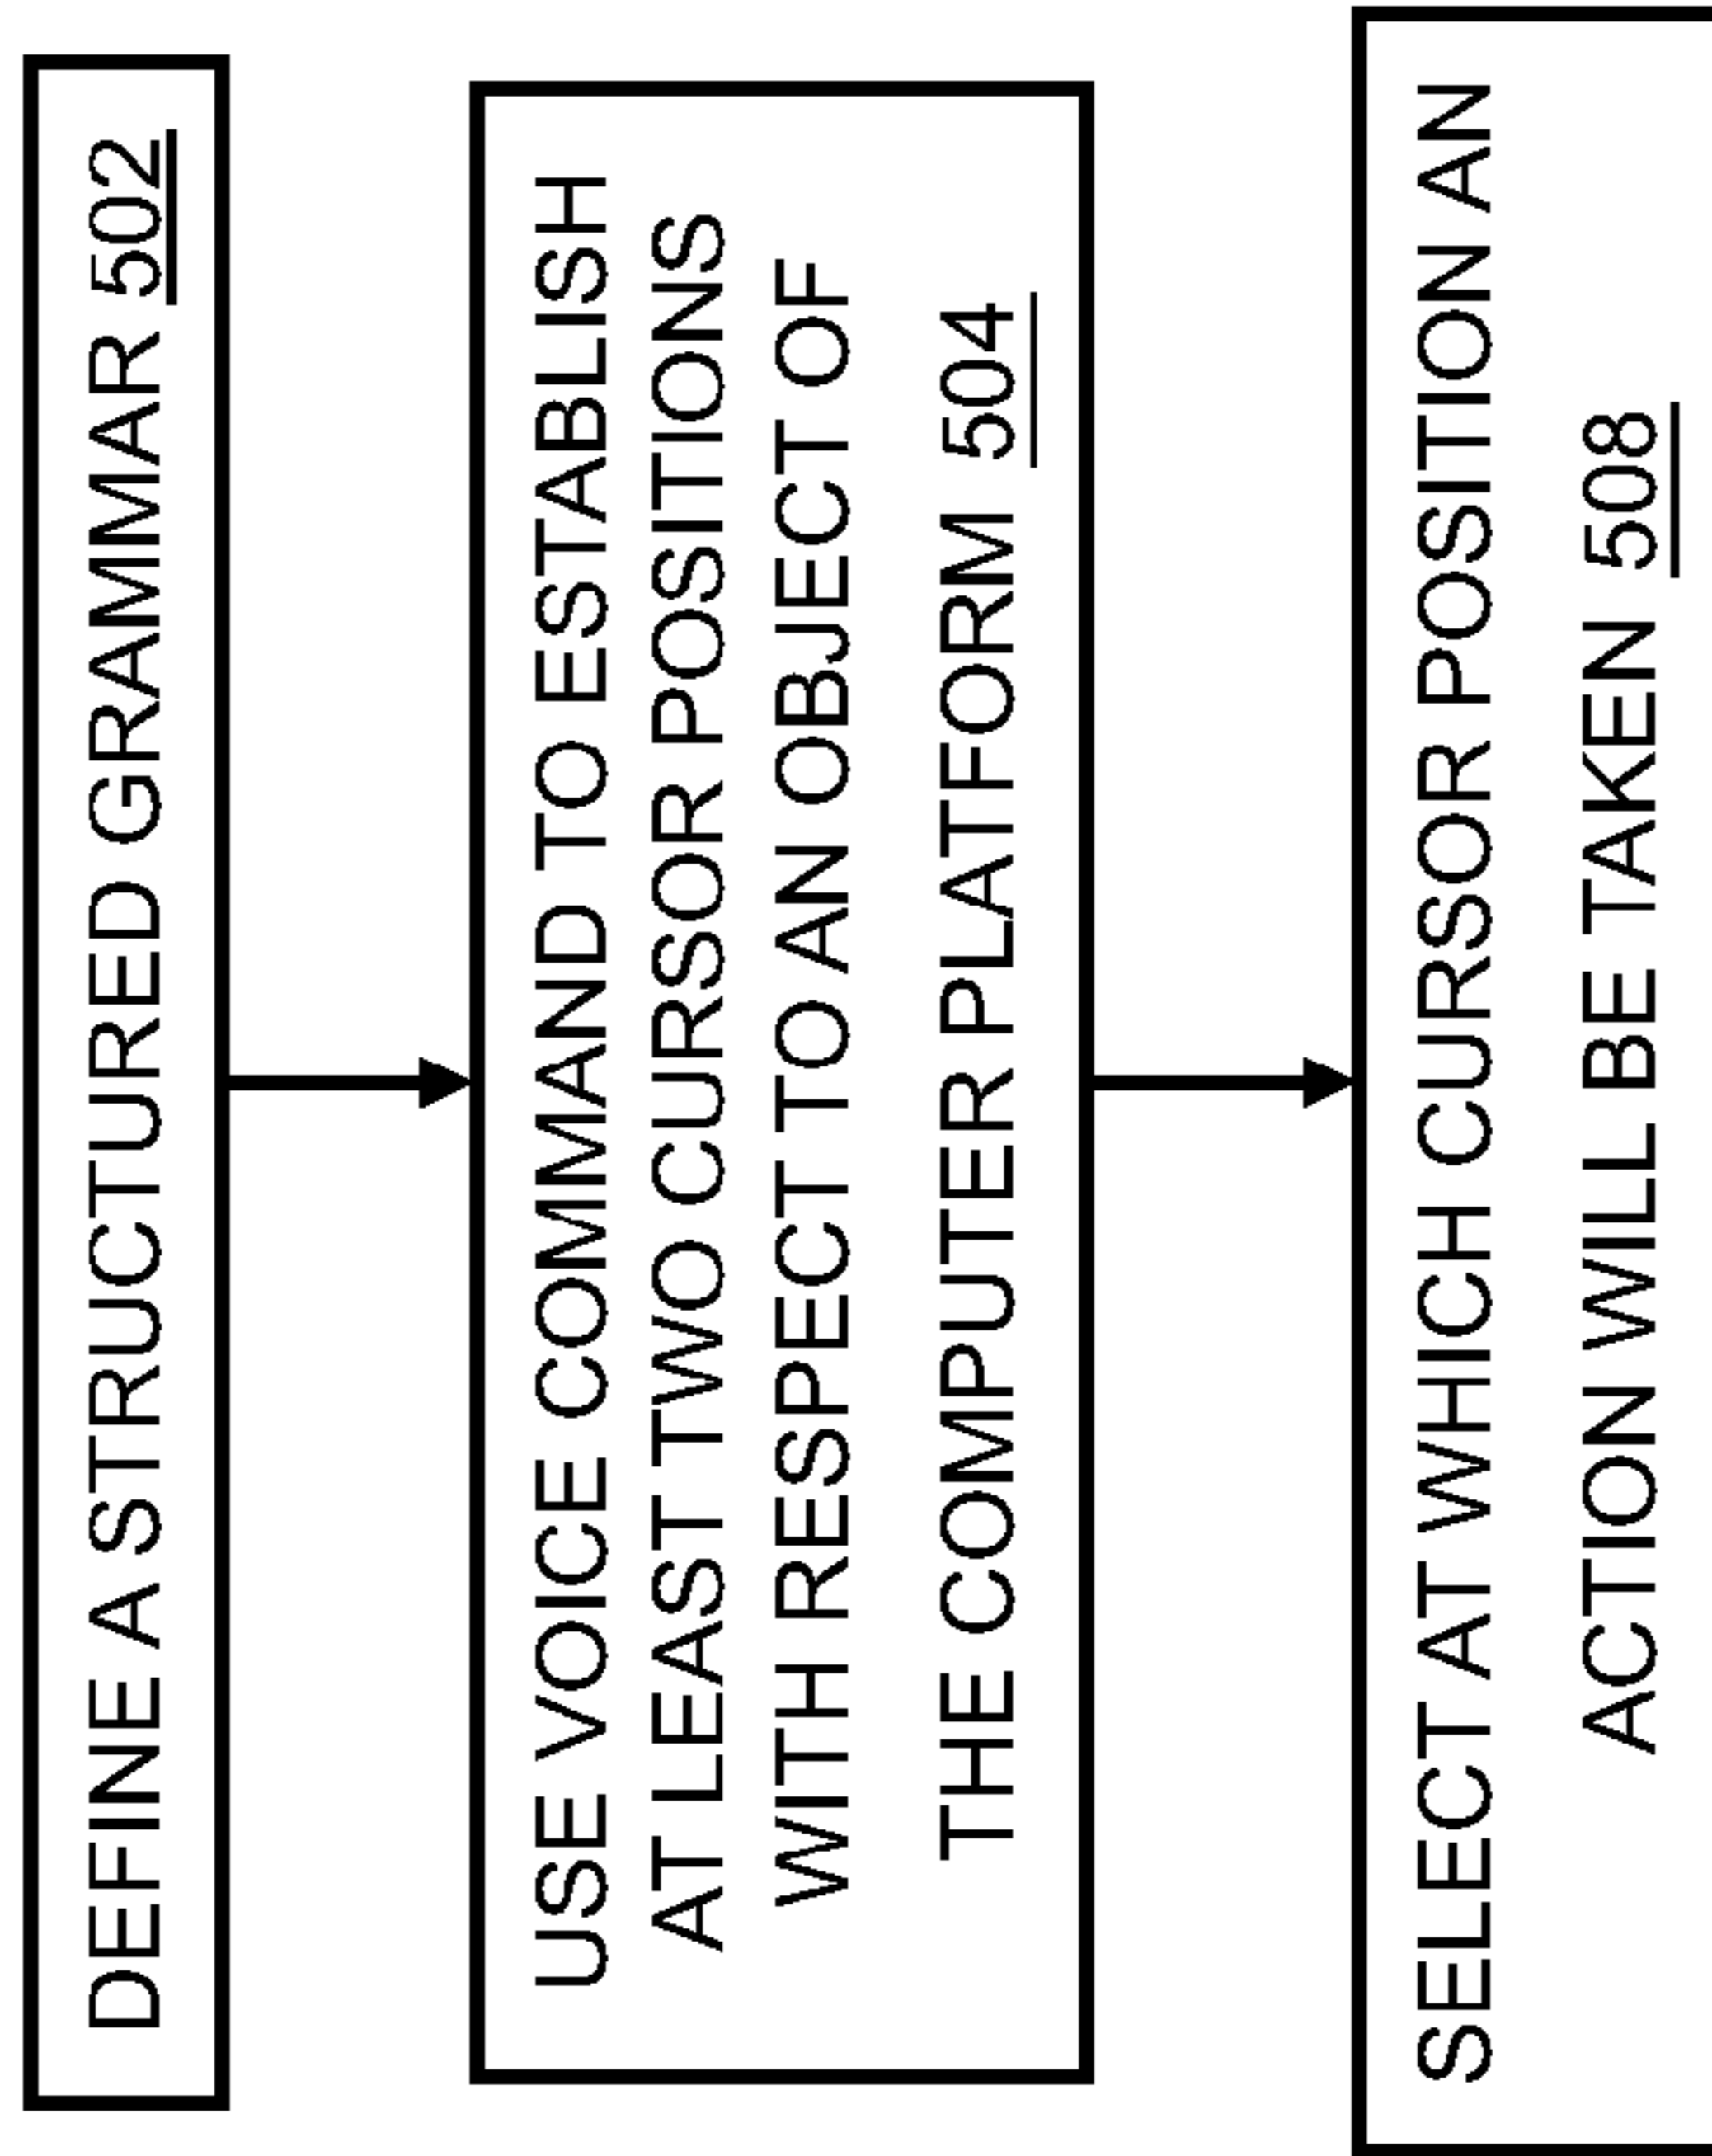 DEFINE A STRUCTURED GRAMMAR 502
USE VOICE COMMAND TO ESTABLISH
AT LEAST TWO CURSOR POSITIONS
WITH RESPECT TO AN OBJECT OF
THE COMPUTER PLATFORM 504
SELECT AT WHICH CURSOR POSITION AN
ACTION WILL BE TAKEN 508